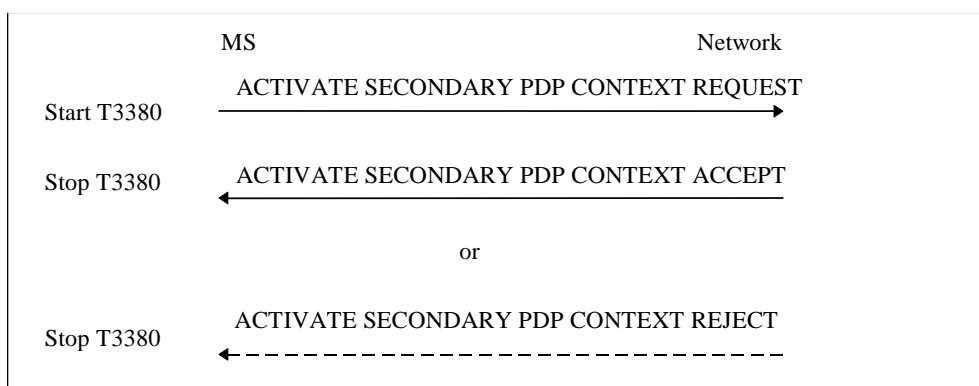 MS Network
ACTIVATE SECONDARY PDP CONTEXT REQUEST
Start T3380
ACTIVATE SECONDARY PDP CONTEXT ACCEPT
Stop T3380
or
ACTIVATE SECONDARY PDP CONTEXT REJECT
Stop T3380